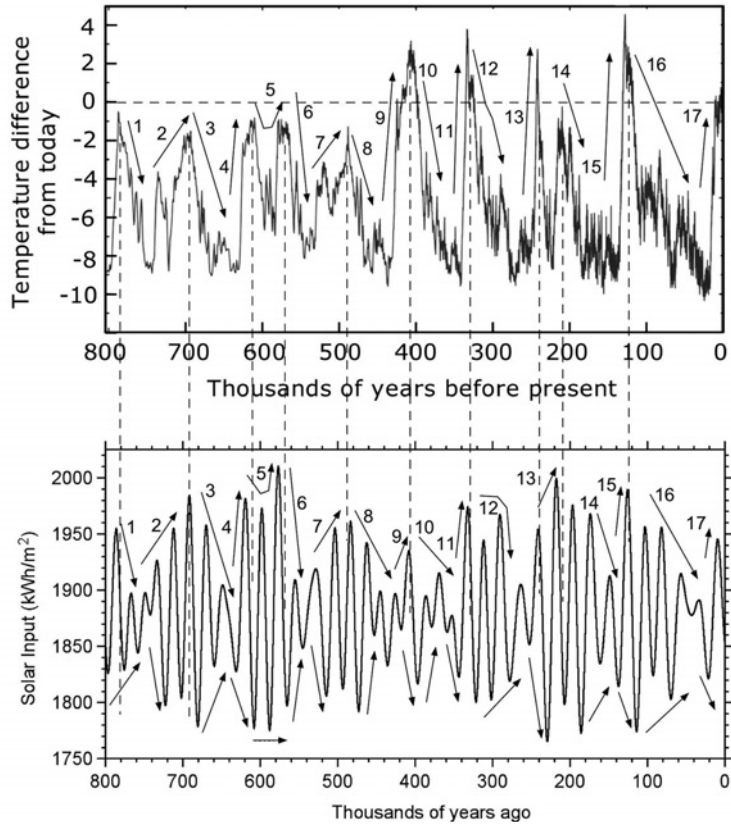 Temperature difference
from today
4
2
0
-2
-4
-6
-8
-10
1 2 3 4 5 6 7 8 9 10 11 12 13 14 15 16 17
800 700 600 500 400 300 200 100 0
Thousands of years before present
Solar Input (kWh/m²)
2000
1950
1900
1850
1800
1750
1 2 3 4 5 6 7 8 9 10 11 12 13 14 15 16 17
800 700 600 500 400 300 200 100 0
Thousands of years ago